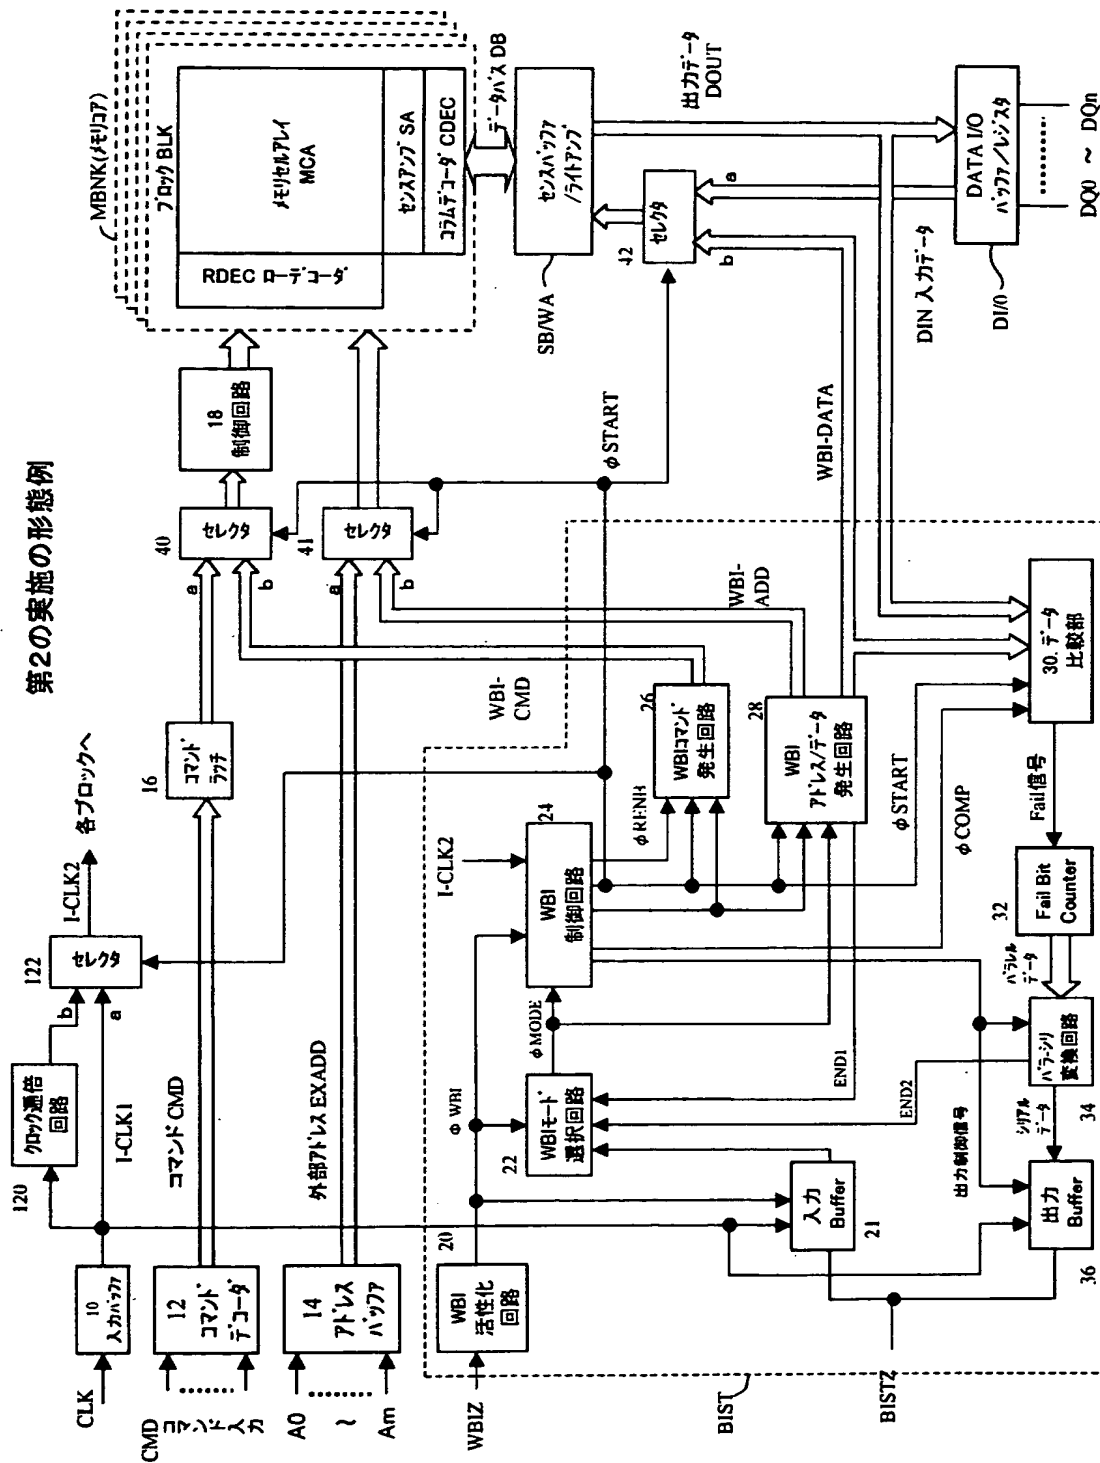 第2の実施の形態例
CLK
10
入力バッファ
120
クロック逓倍
回路
I-CLK1
b
a
122
セレクタ
I-CLK2
各ブロックへ
CMD
コマンド入力
12
コマンド
デコーダ
コマンド CMD
16
コマンド
ラッチ
a
b
40
セレクタ
18
制御回路
MBNK(メモリコア)
ブロック BLK
メモリセルアレイ
MCA
RDEC ローデコーダ
センスアンプ SA
コラムデコーダ CDEC
A0
~
Am
14
アドレス
バッファ
外部アドレス EXADD
a
b
41
セレクタ
データバス DB
WBIZ
WBI
活性化
回路
20
φWBI
22
WBIモード
選択回路
φMODE
I-CLK2
24
WBI
制御回路
φRENB
26
WBIコマンド
発生回路
WBI-
CMD
φSTART
SB/WA
センスバッファ
/ライトアンプ
42
セレクタ
a
b
出力データ
DOUT
WBI-
ADD
28
WBI
アドレス/データ
発生回路
WBI-DATA
DIN 入力データ
DATA I/O
バッファ/レジスタ
DI/0
DQ0 ~ DQn
END1
END2
φSTART
φCOMP
入力
Buffer
21
BIST
BISTZ
30.データ
比較部
Fail信号
32
Fail Bit
Counter
パラレル
データ
パラ-シリ
変換回路
34
シリアル
データ
出力制御信号
出力
Buffer
36